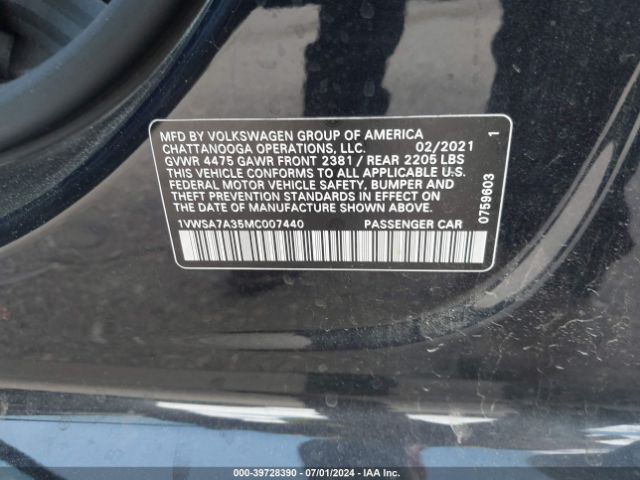 MFD BY VOLKSWAGEN GROUP OF AMERICA
CHATTANOOGA OPERATIONS, LLC. 02/2021 1
GVWR 4475 GAWR FRONT 2381 / REAR 2205 LBS
THIS VEHICLE CONFORMS TO ALL APPLICABLE U.S.
FEDERAL MOTOR VEHICLE SAFETY, BUMPER AND
THEFT PREVENTION STANDARDS IN EFFECT ON
THE DATE OF MANUFACTURE SHOWN ABOVE.
1VWSA7A35MC007440 PASSENGER CAR
0759603
000-39728390 - 07/01/2024 - IAA Inc.